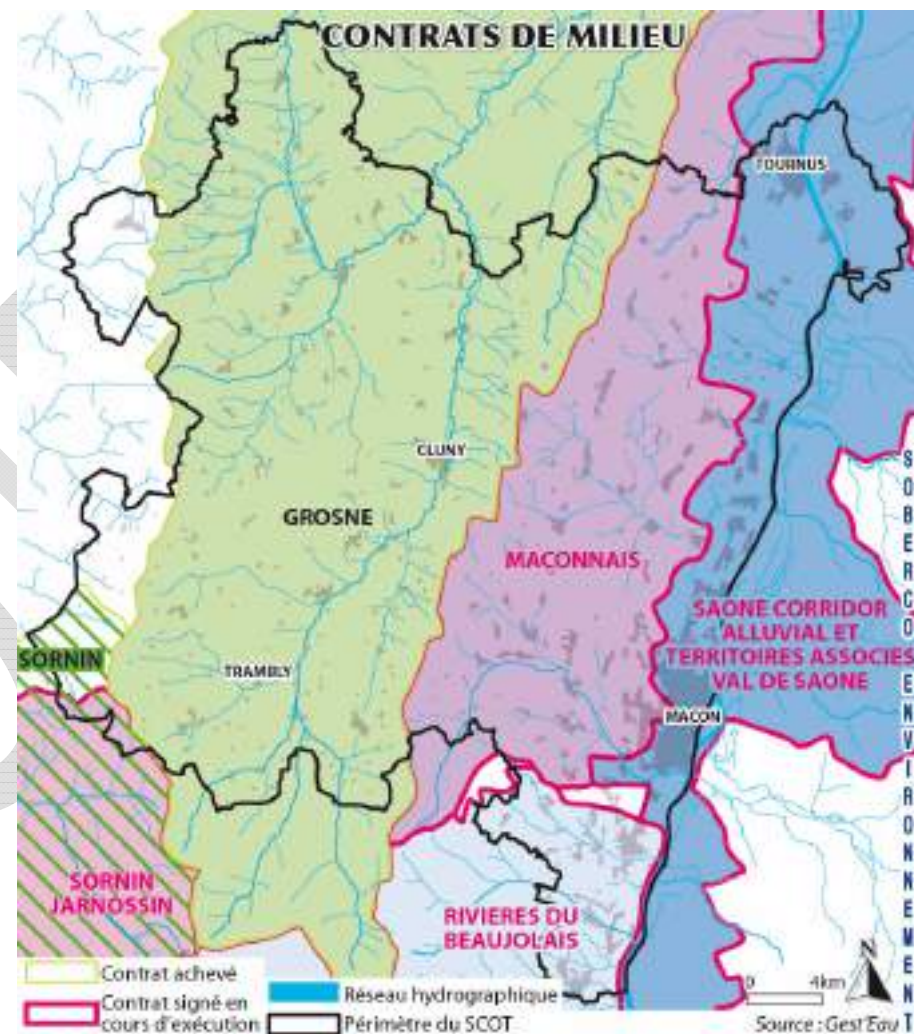 CONTRATS DE MILIEU
TOURNUS
CLUNY
GROSNE
MACONNAIS
SAONE CORRIDOR
ALLUVIAL ET
TERRITOIRES ASSOCIES
VAL DE SAONE
SORNIN
TRAMBLY
MACON
SORNIN
JARNOSSIN
RIVIERES DU
BEAUJOLAIS
SOBERCO ENVIRONNEMENT
Contrat achevé
Contrat signé en
cours d'exécution
Réseau hydrographique
Périmètre du SCOT
N
0 4km
Source : Gest'Eau